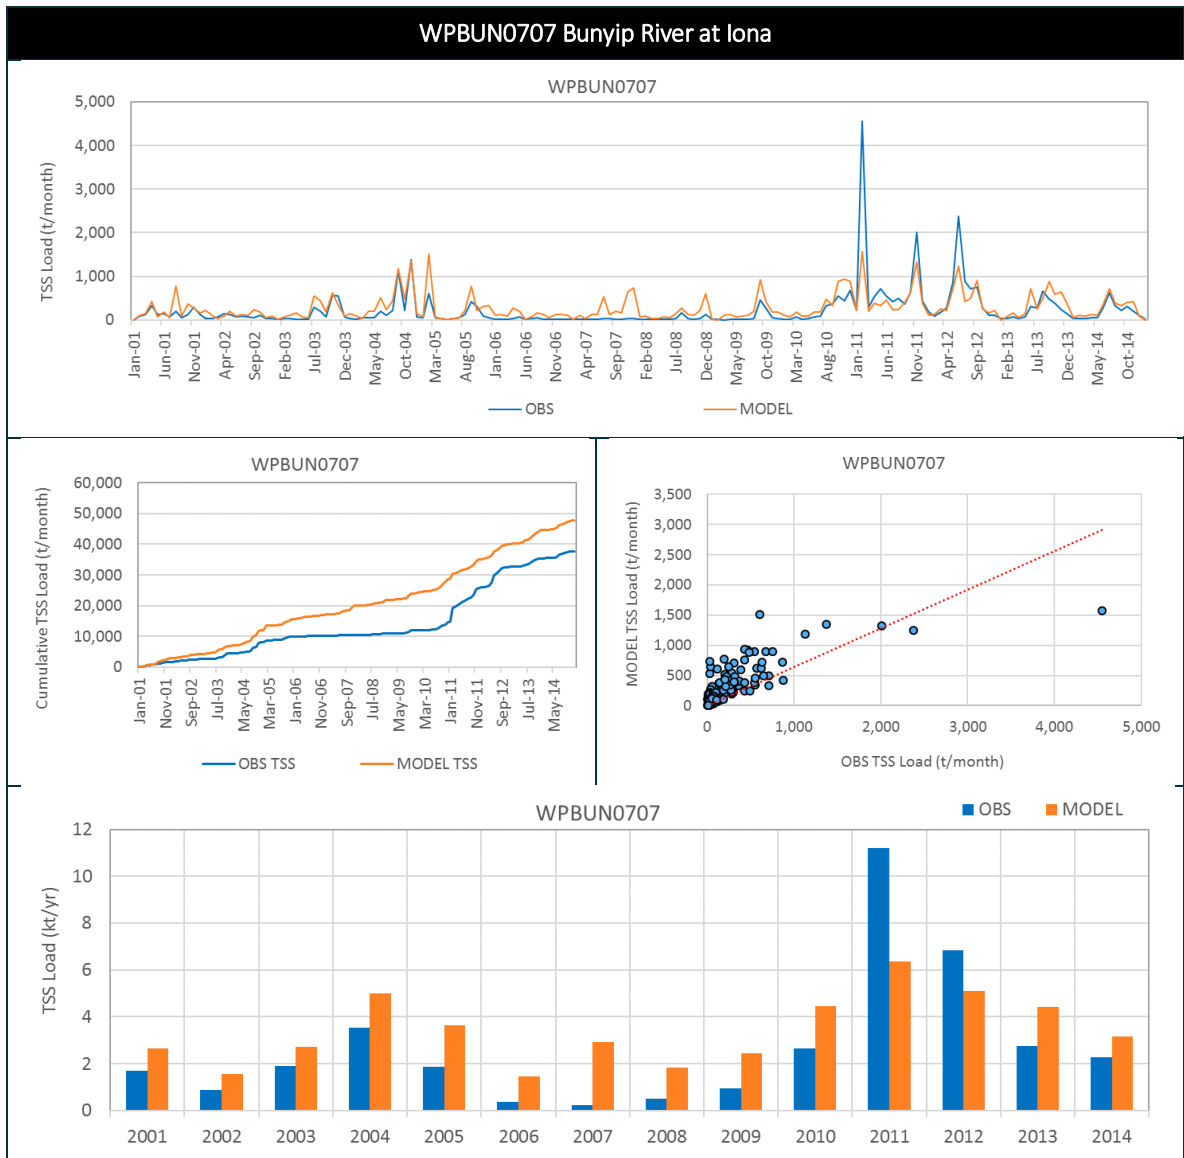 WPBUN0707 Bunyip River at Iona
WPBUN0707
TSS Load (t/month)
5,000
4,000
3,000
2,000
1,000
0
Jan-01 Jun-01 Nov-01 Apr-02 Sep-02 Feb-03 Jul-03 Dec-03 May-04 Oct-04 Mar-05 Aug-05 Jan-06 Jun-06 Nov-06 Apr-07 Sep-07 Feb-08 Jul-08 Dec-08 May-09 Oct-09 Mar-10 Aug-10 Jan-11 Jun-11 Nov-11 Apr-12 Sep-12 Feb-13 Jul-13 Dec-13 May-14 Oct-14
OBS MODEL
WPBUN0707
Cumulative TSS Load (t/month)
60,000
50,000
40,000
30,000
20,000
10,000
0
Jan-01 Nov-01 Sep-02 Jul-03 May-04 Mar-05 Jan-06 Nov-06 Sep-07 Jul-08 May-09 Mar-10 Jan-11 Nov-11 Sep-12 Jul-13 May-14
OBS TSS MODEL TSS
WPBUN0707
MODEL TSS Load (t/month)
3,500
3,000
2,500
2,000
1,500
1,000
500
0
0 1,000 2,000 3,000 4,000 5,000
OBS TSS Load (t/month)
WPBUN0707
OBS MODEL
TSS Load (kt/yr)
12
10
8
6
4
2
0
2001 2002 2003 2004 2005 2006 2007 2008 2009 2010 2011 2012 2013 2014